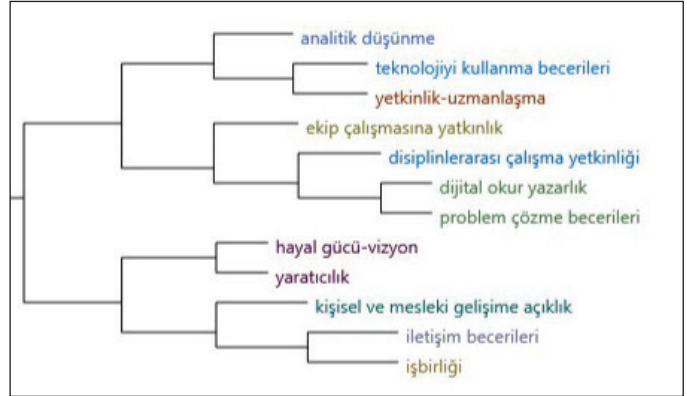 analitik düşünme
teknolojiyi kullanma becerileri
yetkinlik-uzmanlaşma
ekip çalışmasına yatkınlık
disiplinlerarası çalışma yetkinliği
dijital okur yazarlık
problem çözme becerileri
hayal gücü-vizyon
yaratıcılık
kişisel ve mesleki gelişime açıklık
iletişim becerileri
işbirliği